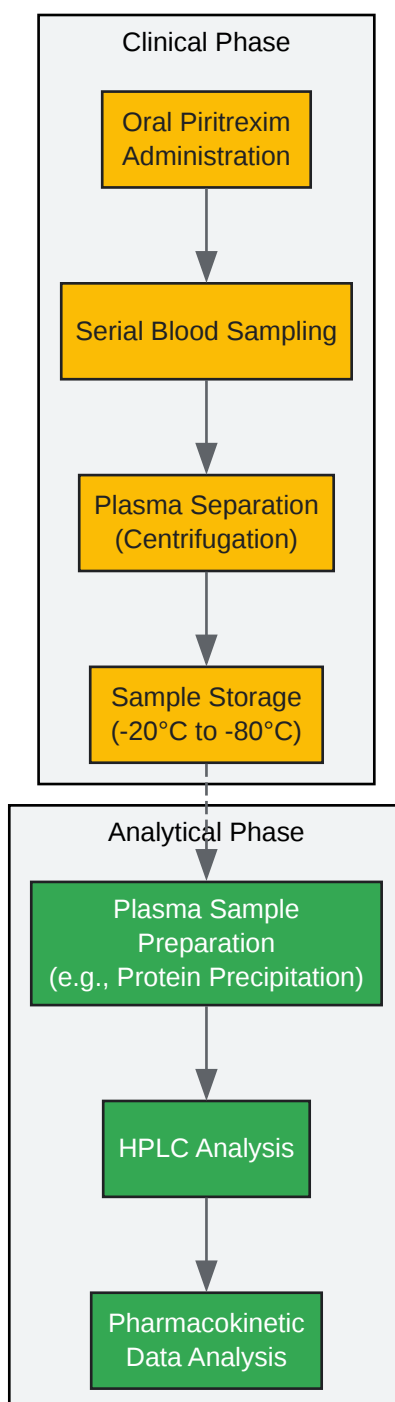 Clinical Phase
Oral Piritrexim
Administration
Serial Blood Sampling
Plasma Separation
(Centrifugation)
Sample Storage
(-20°C to -80°C)
Analytical Phase
Plasma Sample
Preparation
(e.g., Protein Precipitation)
HPLC Analysis
Pharmacokinetic
Data Analysis